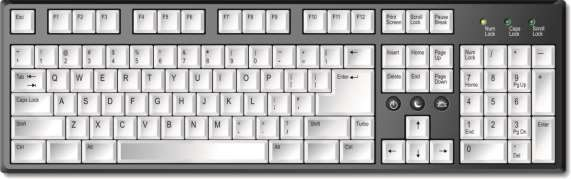 Esc F1 F2 F3 F4 F5 F6 F7 F8 F9 F10 F11 F12 Print Screen Scroll Lock Pause Break Num Lock Caps Lock Scroll Lock
1 2 3 4 5 6 7 8 9 0 ← Insert Home Page Up Num Lock / * −
Tab Q W E R T Y U I O P Enter Delete End Page Down 7 Home 8 9 Pg Up +
Caps Lock A S D F G H J K L 4 5 6
Shift Z X C V B N M Shift Turbo ↑ 1 End 2 3 Pg Dn Enter
Ctrl Alt Alt Ctrl ← ↓ → 0 Del